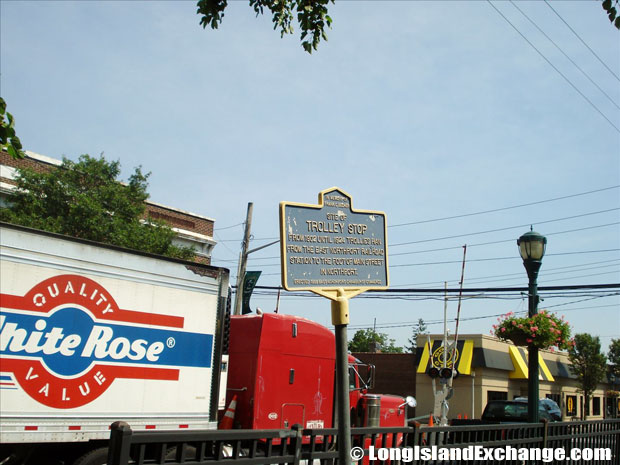 SITE OF
TROLLEY STOP
FROM 1902 UNTIL 1924 TROLLEYS RAN
FROM THE EAST NORTHPORT RAILROAD
STATION TO THE FOOT OF MAIN STREET
IN NORTHPORT.
QUALITY
White Rose ®
VALUE
© LongIslandExchange.com